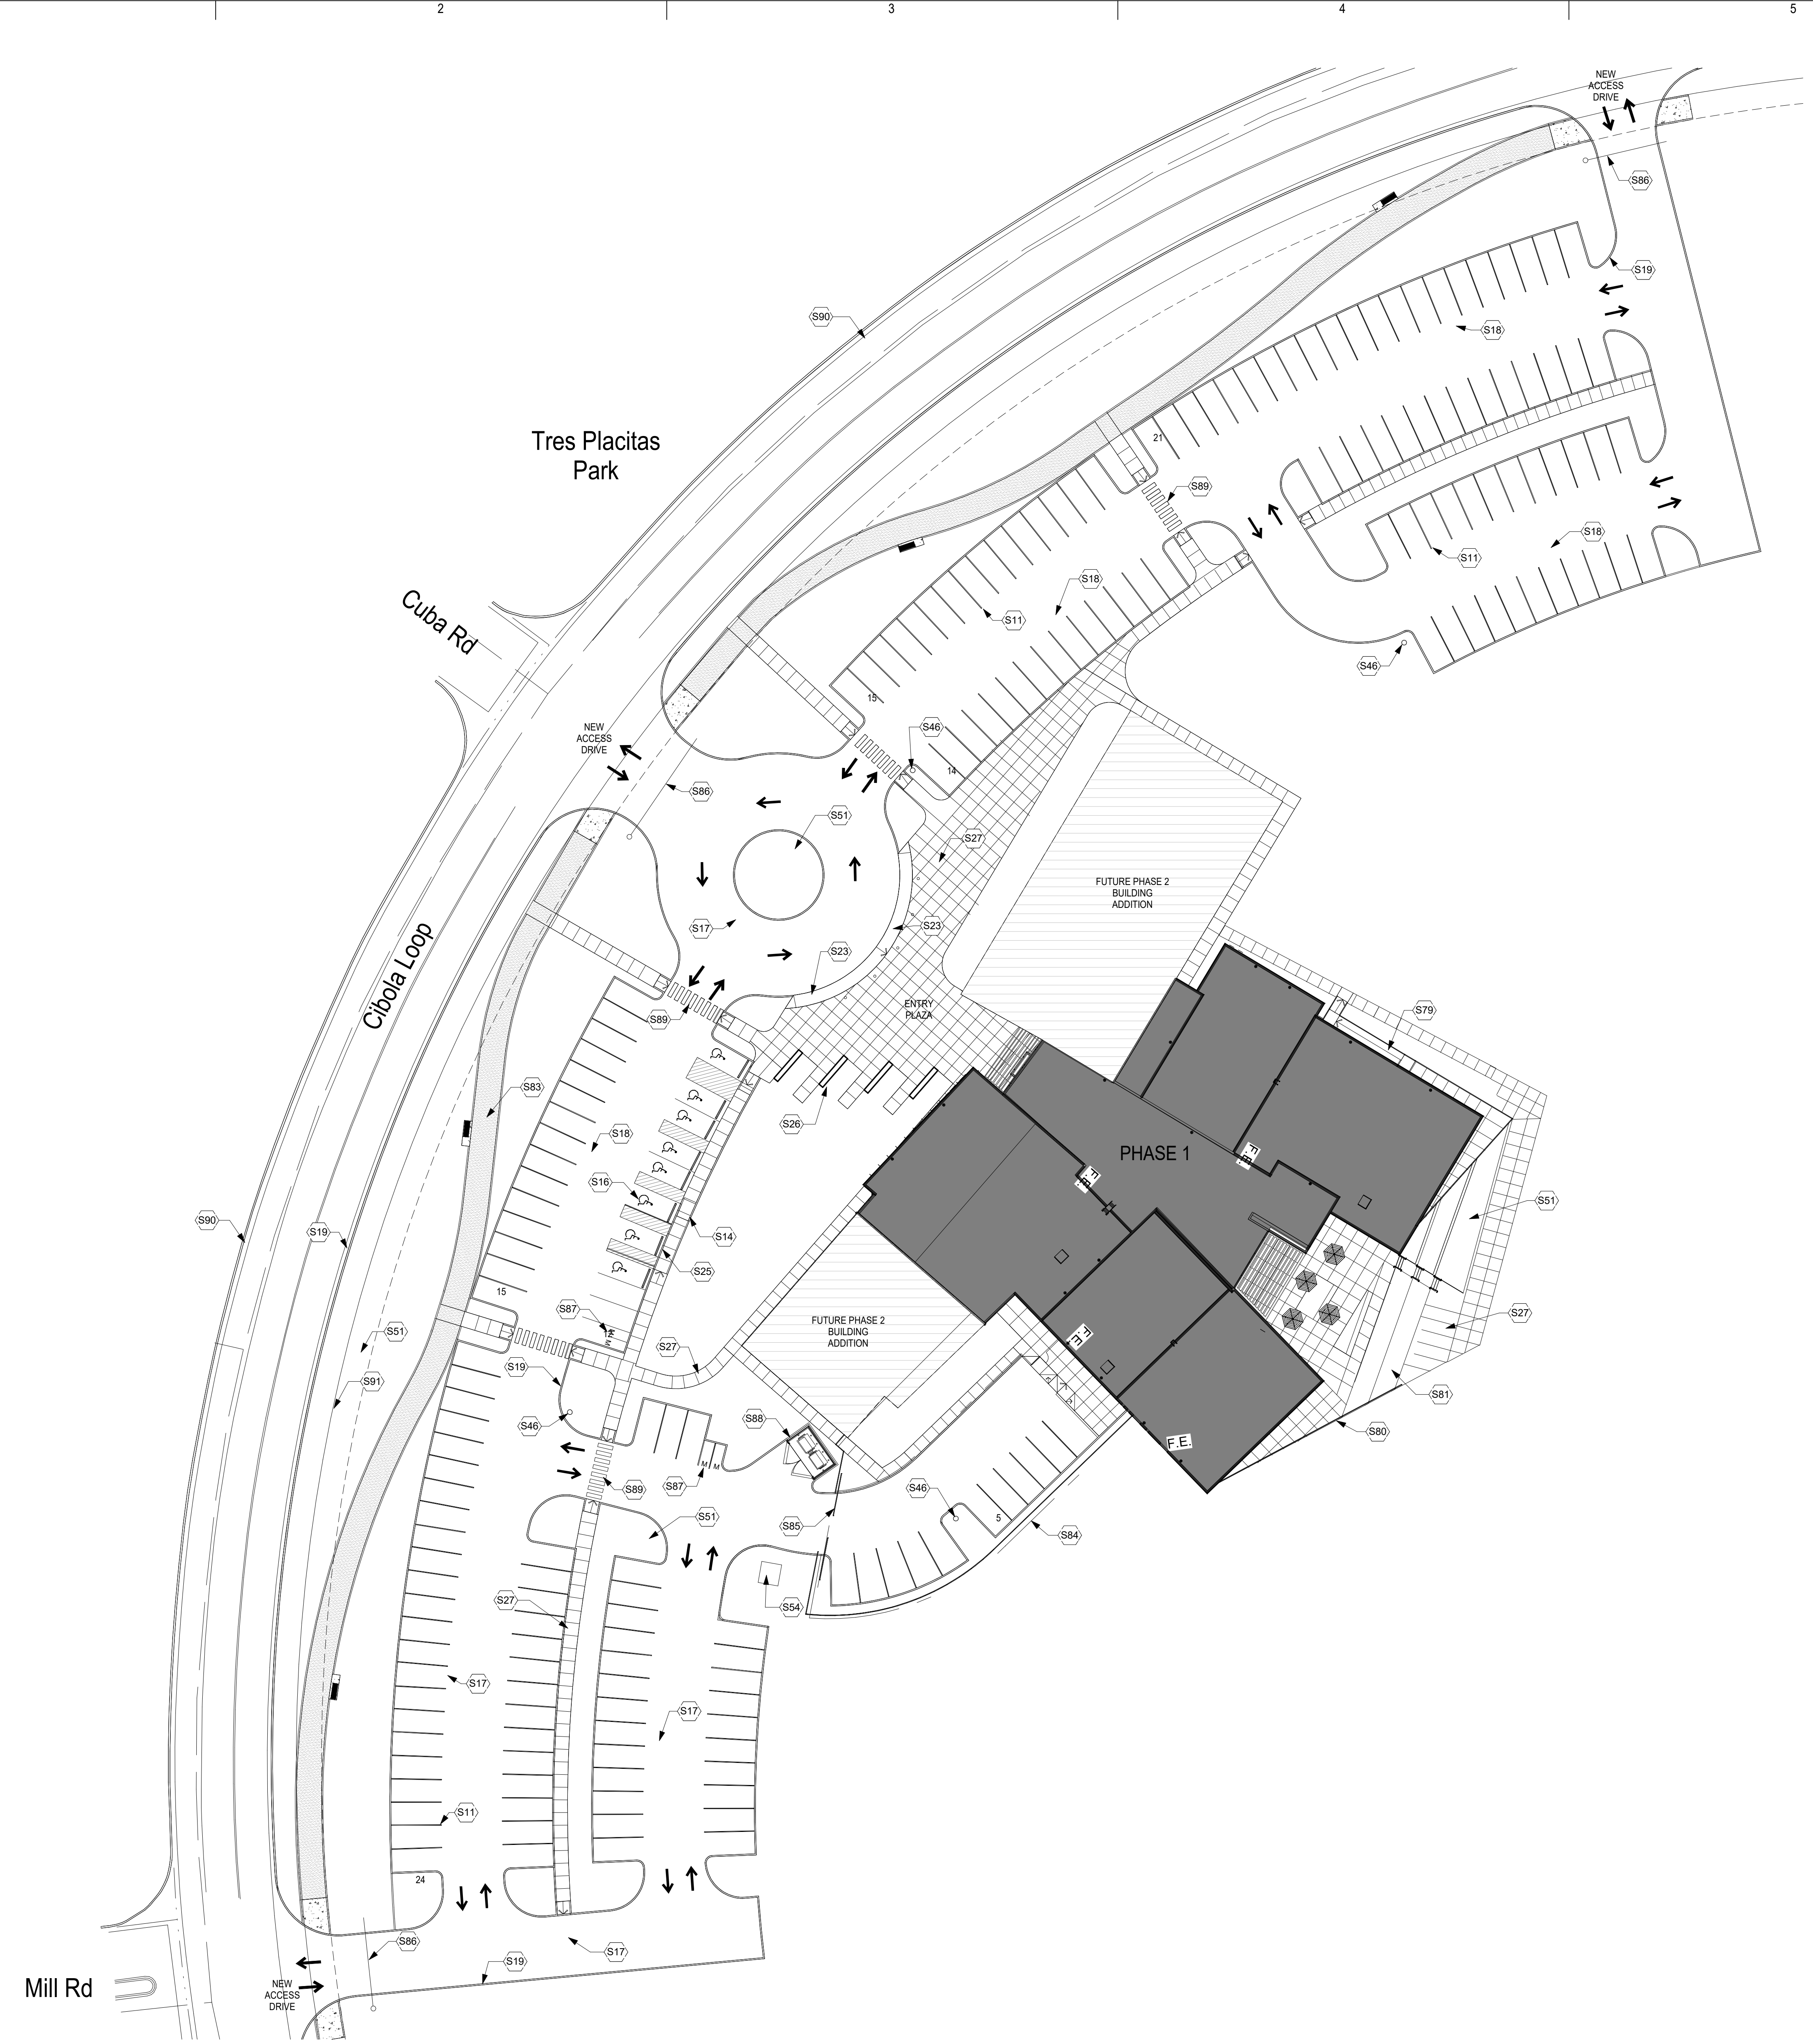 2
3
4
5
NEW
ACCESS
DRIVE
S86
S19
S90
S18
Tres Placitas
Park
21
S89
S18
S11
Cuba Rd
S18
S11
S46
15
NEW
ACCESS
DRIVE
S46
14
S86
S51
S27
FUTURE PHASE 2
BUILDING
ADDITION
S17
S23
S23
Cibola Loop
ENTRY
PLAZA
S89
S79
S83
S26
S18
PHASE 1
F.E.
F.E.
S16
S51
S90
S19
S14
S25
15
S87
M
M
S27
FUTURE PHASE 2
BUILDING
ADDITION
S27
S51
F.E.
S19
S91
S81
S46
S88
S80
F.E.
M
M
S87
S89
S46
S51
S85
5
S84
S27
S54
S17
S17
S11
24
S86
S17
S19
Mill Rd
NEW
ACCESS
DRIVE